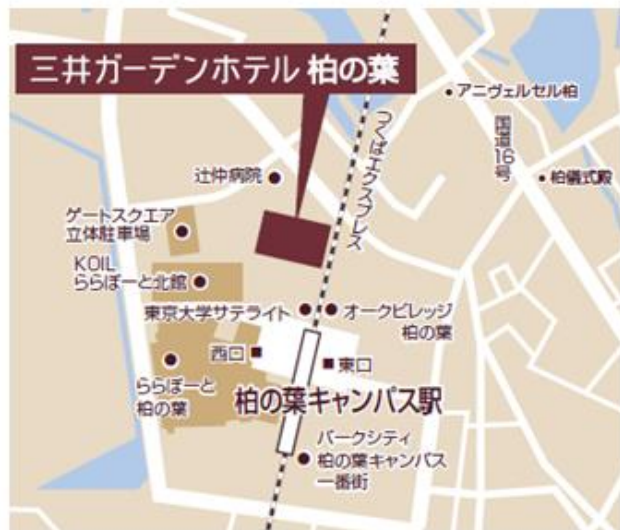 三井ガーデンホテル 柏の葉
アニヴェルセル柏
国道16号
つくばエクスプレス
辻仲病院
柏儀式殿
ゲートスクエア
立体駐車場
KOIL
ららぽーと北館
東京大学サテライト
オークビレッジ
柏の葉
西口
東口
ららぽーと
柏の葉
柏の葉キャンパス駅
パークシティ
柏の葉キャンパス
一番街